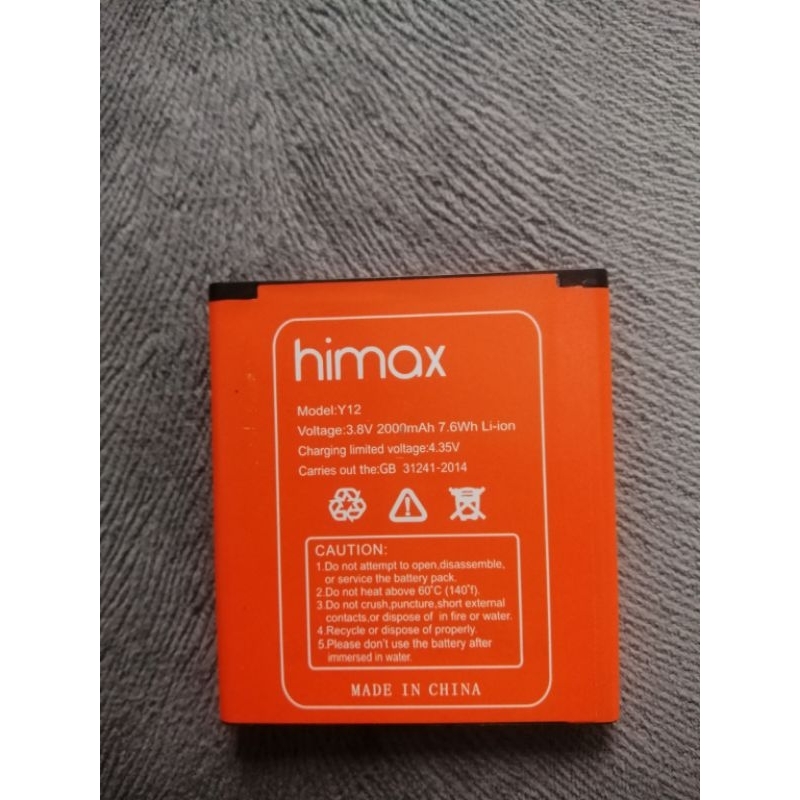 himax
Model:Y12
Voltage:3.8V 2000mAh 7.6Wh Li-ion
Charging limited voltage:4.35V
Carries out the:GB 31241-2014
CAUTION:
1.Do not attempt to open,disassemble,
or service the battery pack.
2.Do not heat above 60°C (140°f).
3.Do not crush,puncture,short external
contacts,or dispose of in fire or water.
4.Recycle or dispose of properly.
5.Please don't use the battery after
immersed in water.
MADE IN CHINA